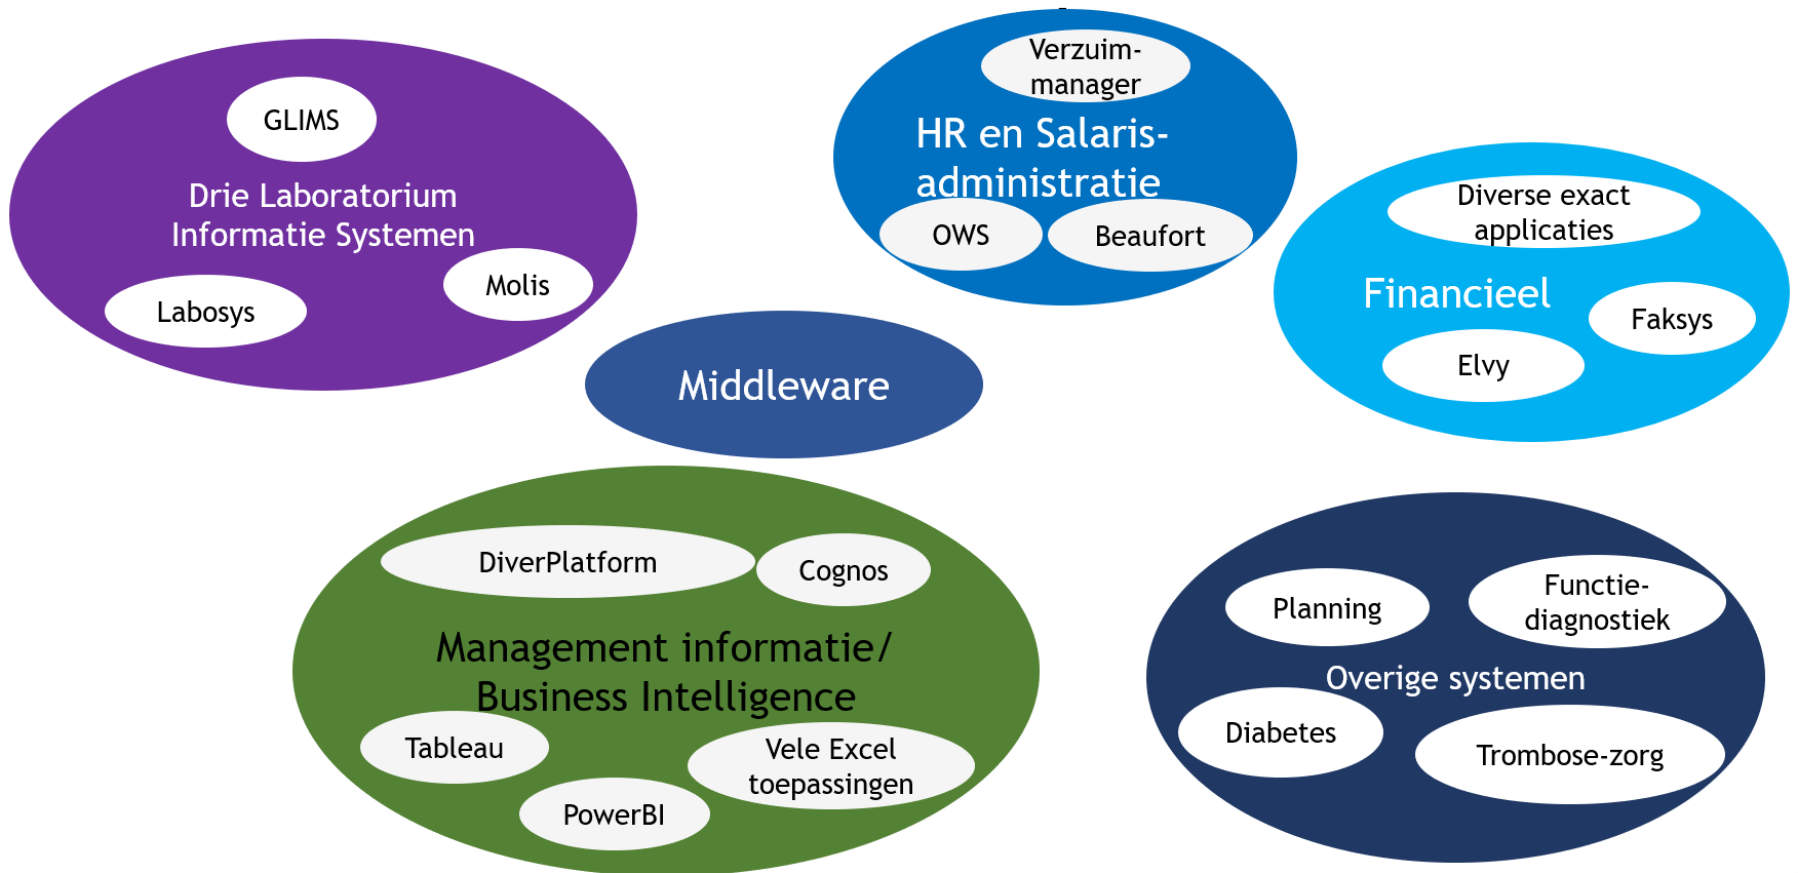 GLIMS
Drie Laboratorium
Informatie Systemen
Labosys
Molis
Verzuim-
manager
HR en Salaris-
administratie
OWS
Beaufort
Diverse exact
applicaties
Financieel
Faksys
Elvy
Middleware
DiverPlatform
Cognos
Management informatie/
Business Intelligence
Tableau
Vele Excel
toepassingen
PowerBI
Planning
Functie-
diagnostiek
Overige systemen
Diabetes
Trombose-zorg